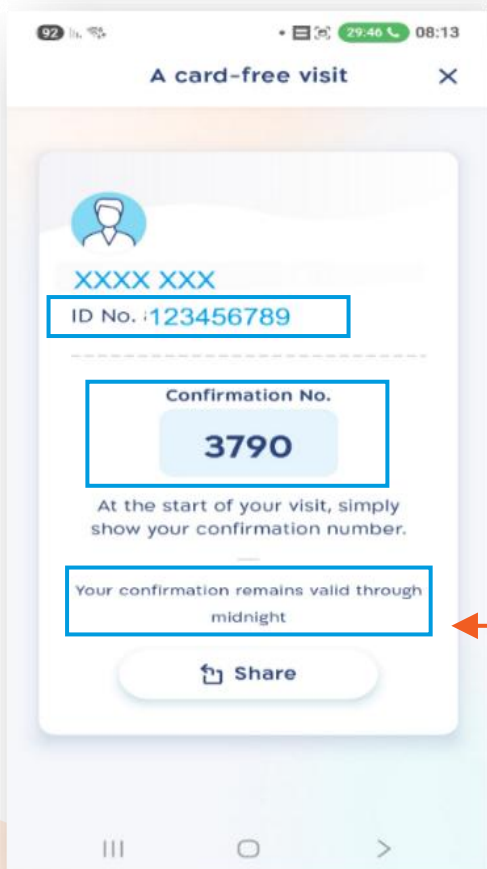 92 29:46 08:13
A card-free visit
XXXX XXX
ID No. :123456789
Confirmation No.
3790
At the start of your visit, simply
show your confirmation number.
Your confirmation remains valid through
midnight
Share